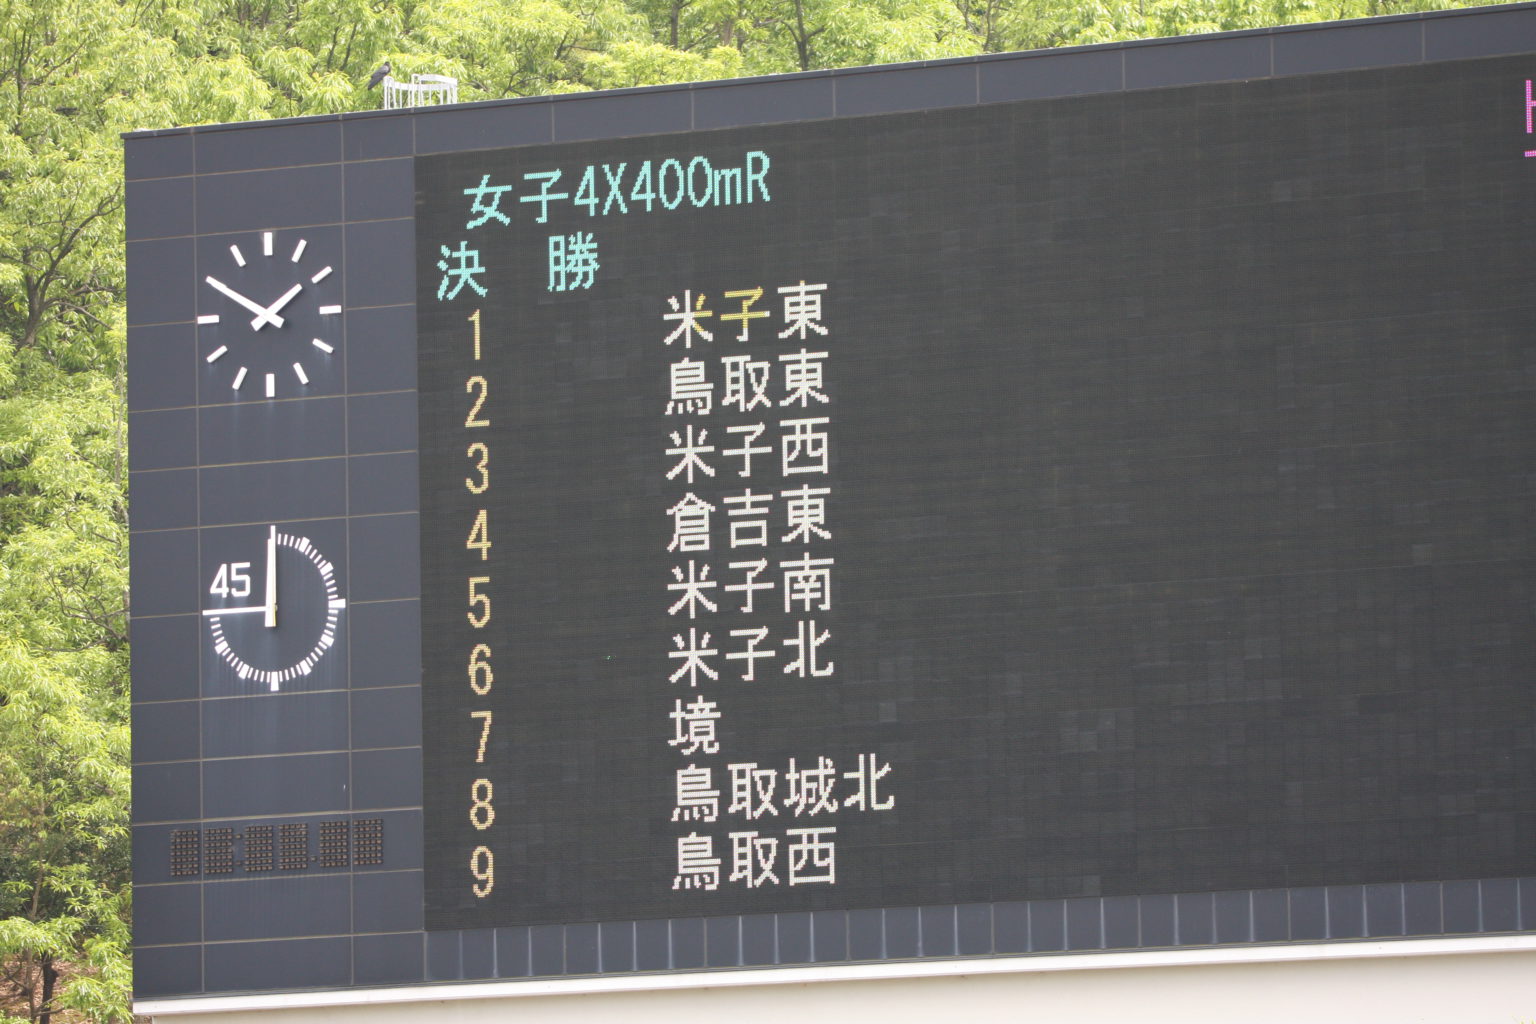 女子4X400mR
決 勝
1 米子東
2 鳥取東
3 米子西
4 倉吉東
5 米子南
6 米子北
7 境
8 鳥取城北
9 鳥取西
45